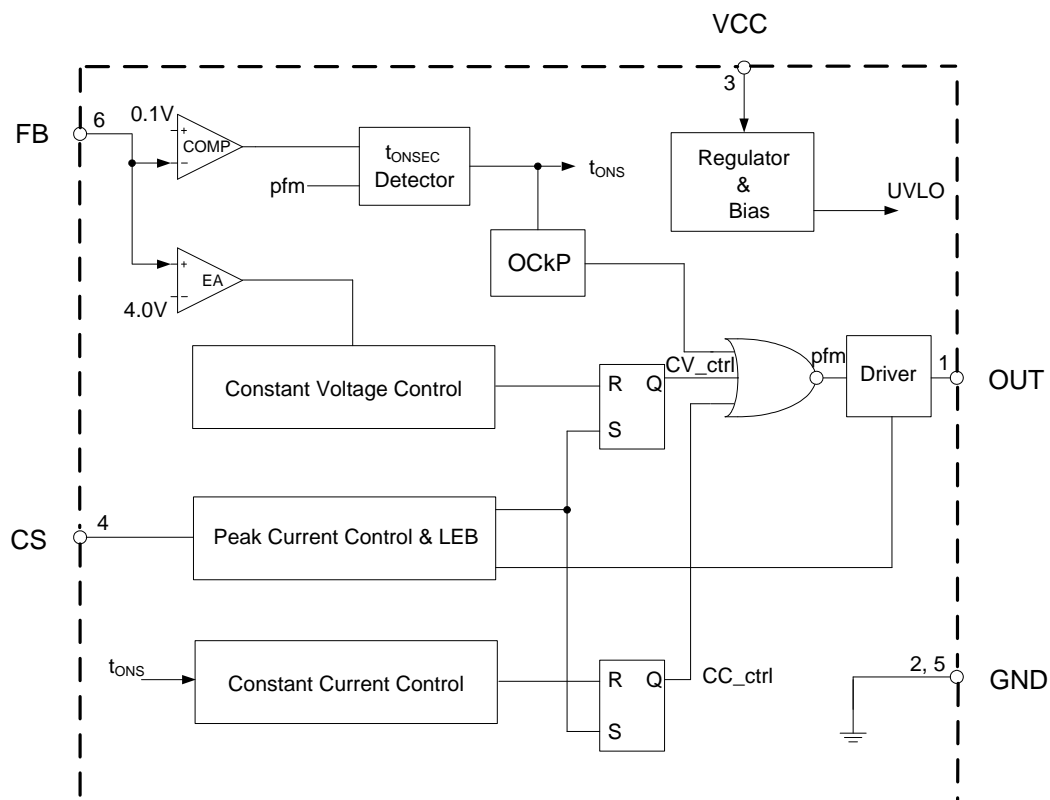 VCC
3
FB
6
0.1V
+
COMP
−
tONSEC
Detector
pfm
tONS
Regulator
&
Bias
UVLO
OCkP
+
EA
−
4.0V
Constant Voltage Control
R Q
S
CV_ctrl
pfm
Driver
1
OUT
CS
4
Peak Current Control & LEB
tONS
Constant Current Control
R Q
S
CC_ctrl
2, 5
GND